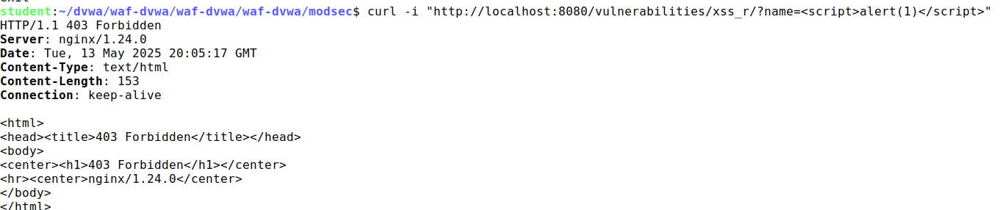 exit
student:~/dvwa/waf-dvwa/waf-dvwa/waf-dvwa/modsec$ curl -i "http://localhost:8080/vulnerabilities/xss_r/?name=<script>alert(1)</script>"
HTTP/1.1 403 Forbidden
Server: nginx/1.24.0
Date: Tue, 13 May 2025 20:05:17 GMT
Content-Type: text/html
Content-Length: 153
Connection: keep-alive

<html>
<head><title>403 Forbidden</title></head>
<body>
<center><h1>403 Forbidden</h1></center>
<hr><center>nginx/1.24.0</center>
</body>
</html>